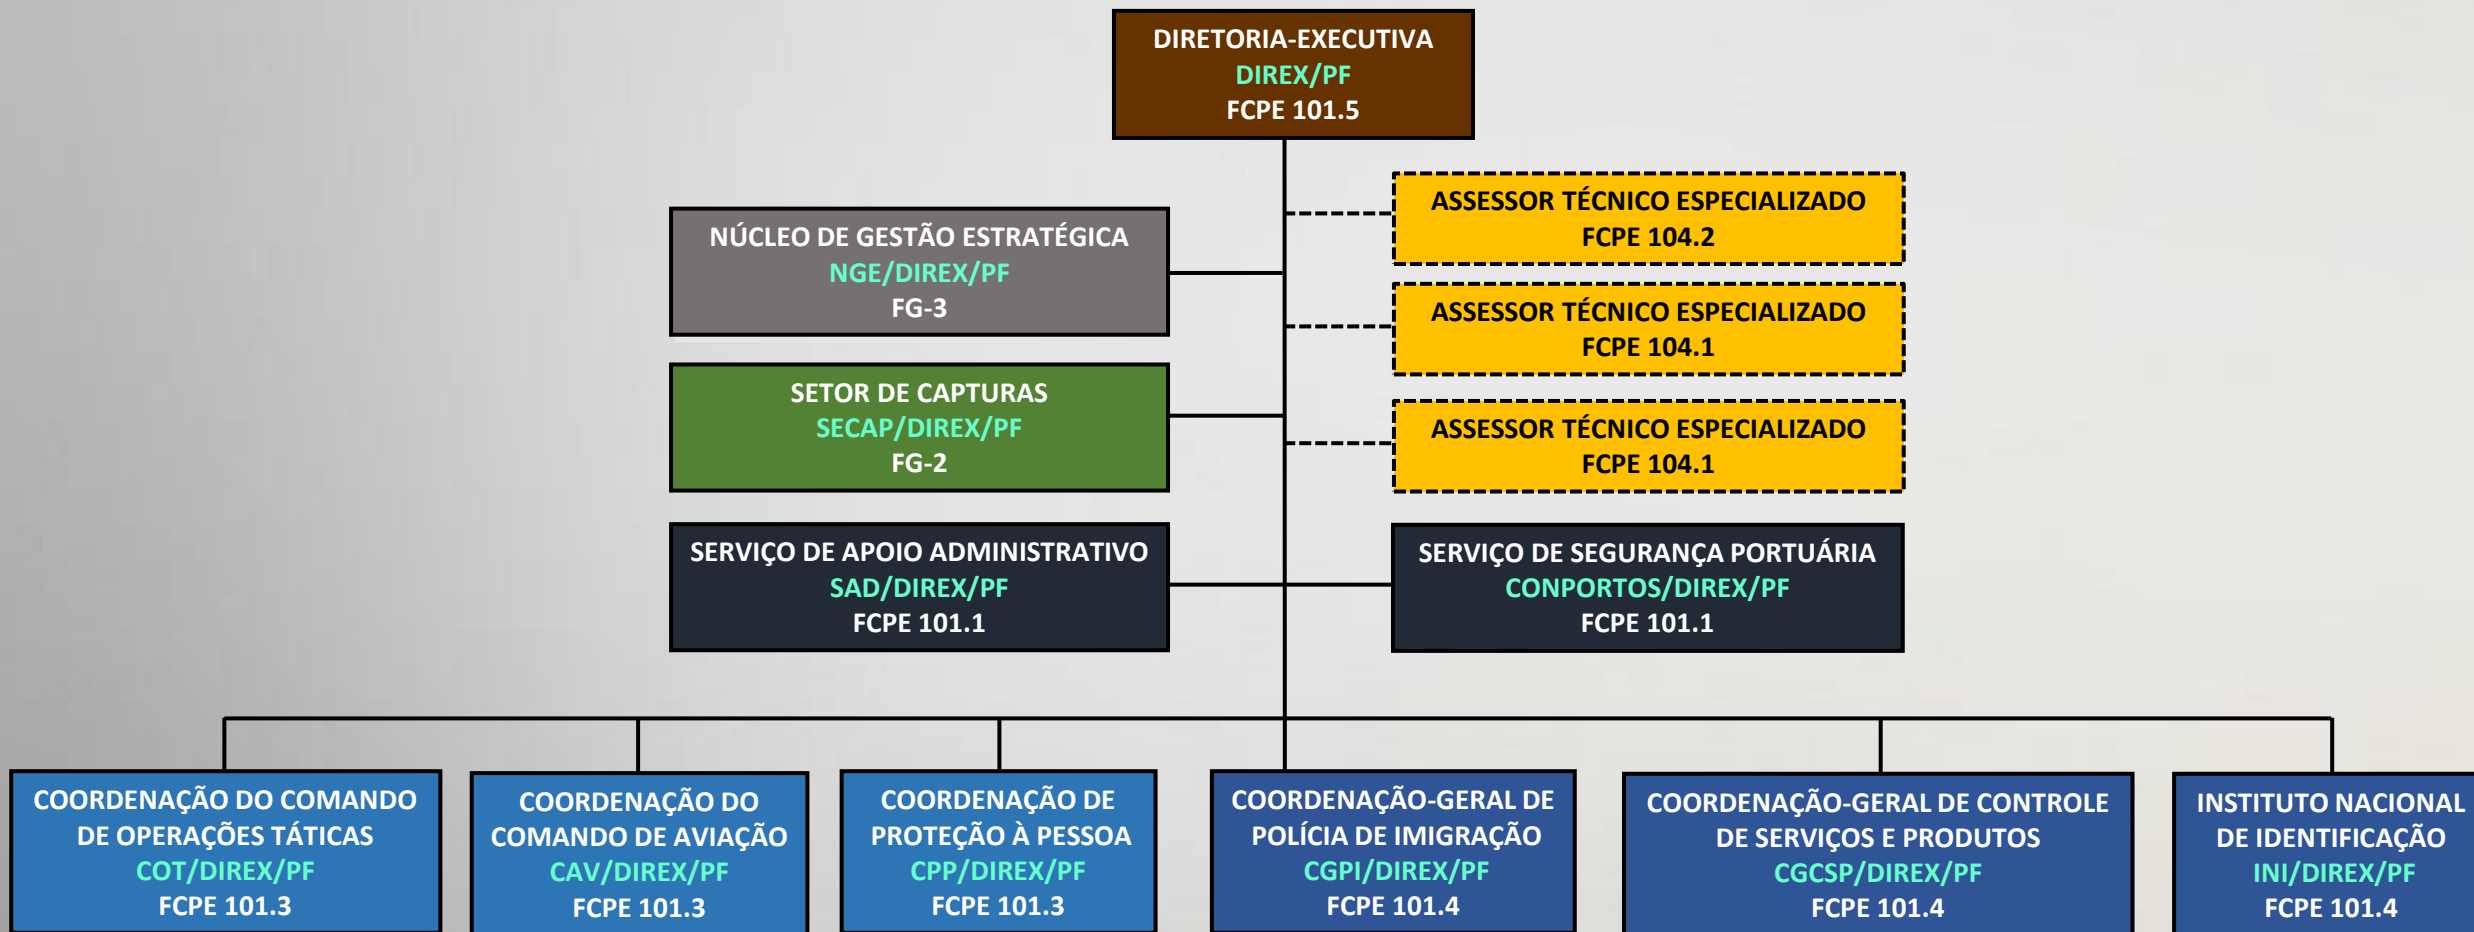 DIRETORIA-EXECUTIVA
DIREX/PF
FCPE 101.5
ASSESSOR TÉCNICO ESPECIALIZADO
FCPE 104.2
NÚCLEO DE GESTÃO ESTRATÉGICA
NGE/DIREX/PF
FG-3
ASSESSOR TÉCNICO ESPECIALIZADO
FCPE 104.1
SETOR DE CAPTURAS
SECAP/DIREX/PF
FG-2
ASSESSOR TÉCNICO ESPECIALIZADO
FCPE 104.1
SERVIÇO DE APOIO ADMINISTRATIVO
SAD/DIREX/PF
FCPE 101.1
SERVIÇO DE SEGURANÇA PORTUÁRIA
CONPORTOS/DIREX/PF
FCPE 101.1
COORDENAÇÃO DO COMANDO
DE OPERAÇÕES TÁTICAS
COT/DIREX/PF
FCPE 101.3
COORDENAÇÃO DO
COMANDO DE AVIAÇÃO
CAV/DIREX/PF
FCPE 101.3
COORDENAÇÃO DE
PROTEÇÃO À PESSOA
CPP/DIREX/PF
FCPE 101.3
COORDENAÇÃO-GERAL DE
POLÍCIA DE IMIGRAÇÃO
CGPI/DIREX/PF
FCPE 101.4
COORDENAÇÃO-GERAL DE CONTROLE
DE SERVIÇOS E PRODUTOS
CGCSP/DIREX/PF
FCPE 101.4
INSTITUTO NACIONAL
DE IDENTIFICAÇÃO
INI/DIREX/PF
FCPE 101.4